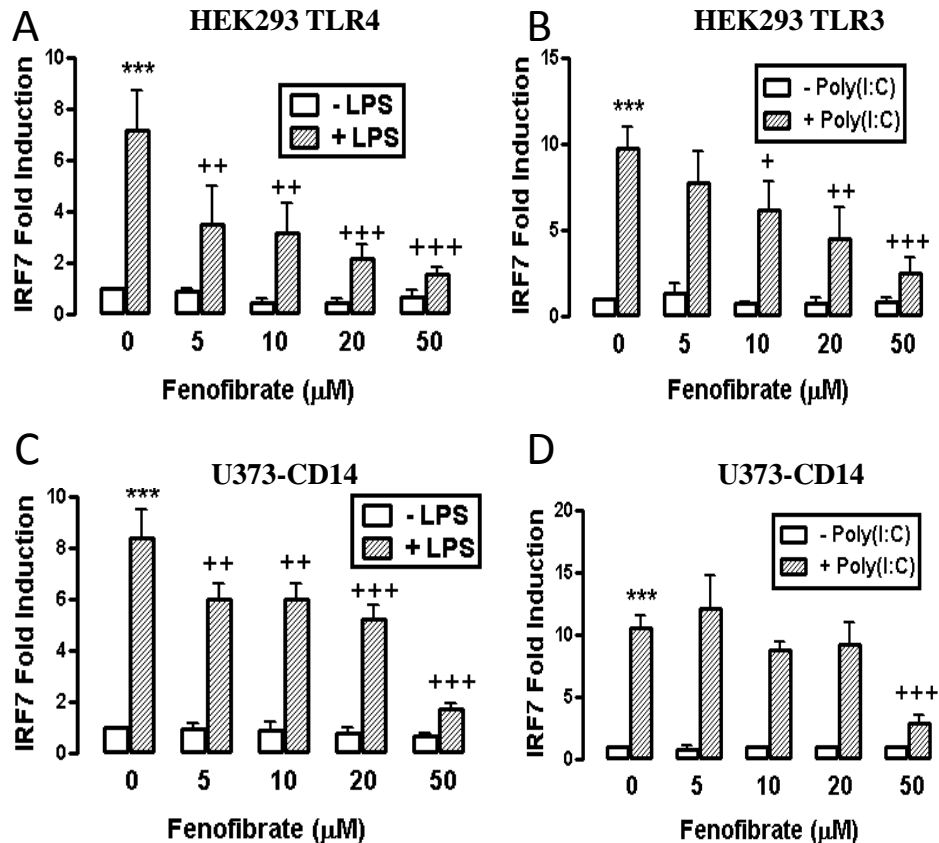 A
HEK293 TLR4
IRF7 Fold Induction
10
8
6
4
2
0
***
++
++
+++
+++
- LPS
+ LPS
0 5 10 20 50
Fenofibrate (µM)
B
HEK293 TLR3
IRF7 Fold Induction
15
10
5
0
***
+
++
+++
- Poly(I:C)
+ Poly(I:C)
0 5 10 20 50
Fenofibrate (µM)
C
U373-CD14
IRF7 Fold Induction
10
8
6
4
2
0
***
++
++
+++
+++
- LPS
+ LPS
0 5 10 20 50
Fenofibrate (µM)
D
U373-CD14
IRF7 Fold Induction
20
15
10
5
0
***
+++
- Poly(I:C)
+ Poly(I:C)
0 5 10 20 50
Fenofibrate (µM)